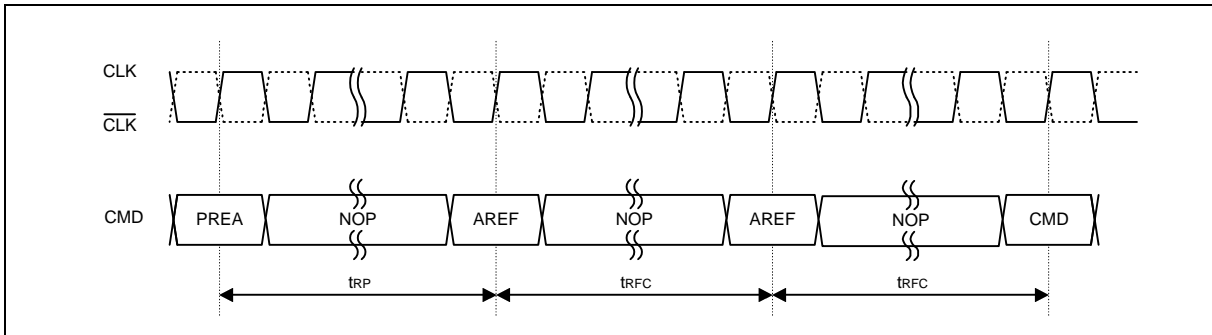 CLK
CLK
CMD PREA NOP AREF NOP AREF NOP CMD
tRP tRFC tRFC